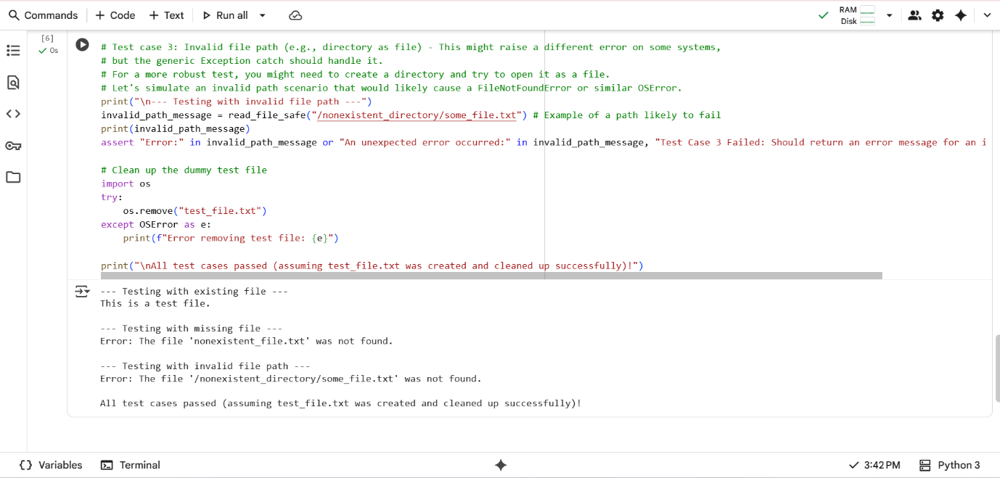 Commands + Code + Text Run all
RAM
Disk
[6]
0s
# Test case 3: Invalid file path (e.g., directory as file) - This might raise a different error on some systems,
# but the generic Exception catch should handle it.
# For a more robust test, you might need to create a directory and try to open it as a file.
# Let's simulate an invalid path scenario that would likely cause a FileNotFoundError or similar OSError.
print("\n--- Testing with invalid file path ---")
invalid_path_message = read_file_safe("/nonexistent_directory/some_file.txt") # Example of a path likely to fail
print(invalid_path_message)
assert "Error:" in invalid_path_message or "An unexpected error occurred:" in invalid_path_message, "Test Case 3 Failed: Should return an error message for an i
# Clean up the dummy test file
import os
try:
    os.remove("test_file.txt")
except OSError as e:
    print(f"Error removing test file: {e}")
print("\nAll test cases passed (assuming test_file.txt was created and cleaned up successfully)!")
--- Testing with existing file ---
This is a test file.
--- Testing with missing file ---
Error: The file 'nonexistent_file.txt' was not found.
--- Testing with invalid file path ---
Error: The file '/nonexistent_directory/some_file.txt' was not found.
All test cases passed (assuming test_file.txt was created and cleaned up successfully)!
Variables Terminal 3:42 PM Python 3